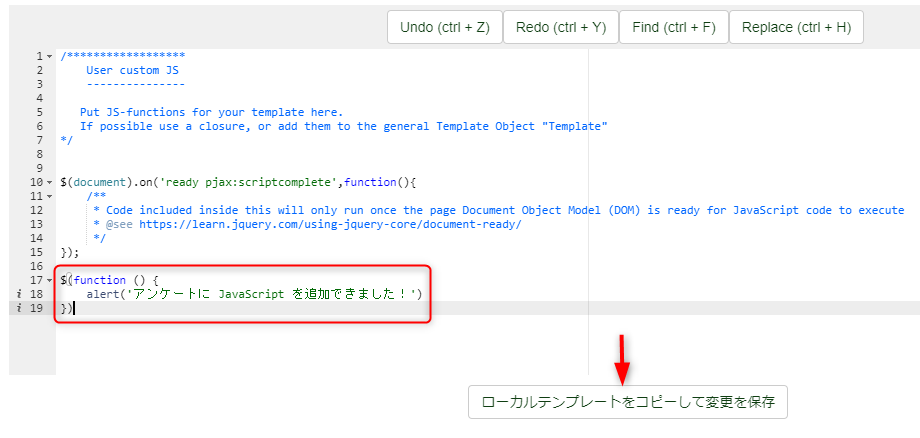 Undo (ctrl + Z) Redo (ctrl + Y) Find (ctrl + F) Replace (ctrl + H)
1 /******************
2 User custom JS
3 ---------------
4
5 Put JS-functions for your template here.
6 If possible use a closure, or add them to the general Template Object "Template"
7 */
8
9
10 $(document).on('ready pjax:scriptcomplete',function(){
11 /**
12 * Code included inside this will only run once the page Document Object Model (DOM) is ready for JavaScript code to execute
13 * @see https://learn.jquery.com/using-jquery-core/document-ready/
14 */
15 });
16
17 $(function () {
i 18 alert('アンケートに JavaScript を追加できました！')
i 19 })
ローカルテンプレートをコピーして変更を保存